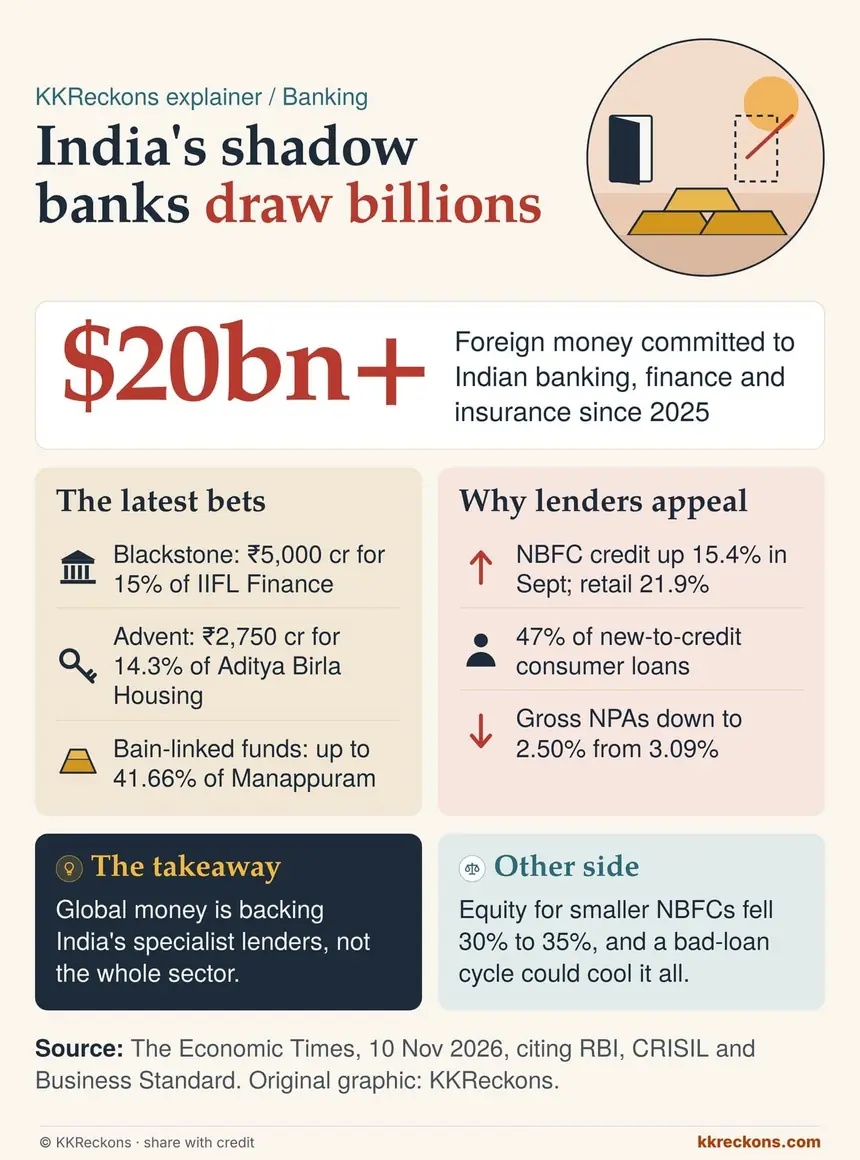 KKReckons explainer / Banking
India's shadow
banks draw billions
$20bn+
Foreign money committed to
Indian banking, finance and
insurance since 2025
The latest bets
Blackstone: ₹5,000 cr for
15% of IIFL Finance
Advent: ₹2,750 cr for
14.3% of Aditya Birla
Housing
Bain-linked funds: up to
41.66% of Manappuram
Why lenders appeal
NBFC credit up 15.4% in
Sept; retail 21.9%
47% of new-to-credit
consumer loans
Gross NPAs down to
2.50% from 3.09%
The takeaway
Global money is backing
India's specialist lenders, not
the whole sector.
Other side
Equity for smaller NBFCs fell
30% to 35%, and a bad-loan
cycle could cool it all.
Source: The Economic Times, 10 Nov 2026, citing RBI, CRISIL and
Business Standard. Original graphic: KKReckons.
© KKReckons · share with credit
kkreckons.com